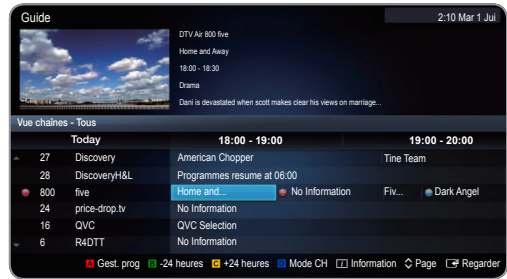 Guide
2:10 Mar 1 Jui
DTV Air 800 five
Home and Away
18:00 - 18:30
Drama
Dani is devastated when scott makes clear his views on marriage...
Vue chaînes - Tous
Today 18:00 - 19:00 19:00 - 20:00
27 Discovery American Chopper Tine Team
28 DiscoveryH&L Programmes resume at 06:00
800 five Home and... No Information Fiv... Dark Angel
24 price-drop.tv No Information
16 QVC QVC Selection
6 R4DTT No Information
A Gest. prog B -24 heures C +24 heures D Mode CH i Information Page Regarder